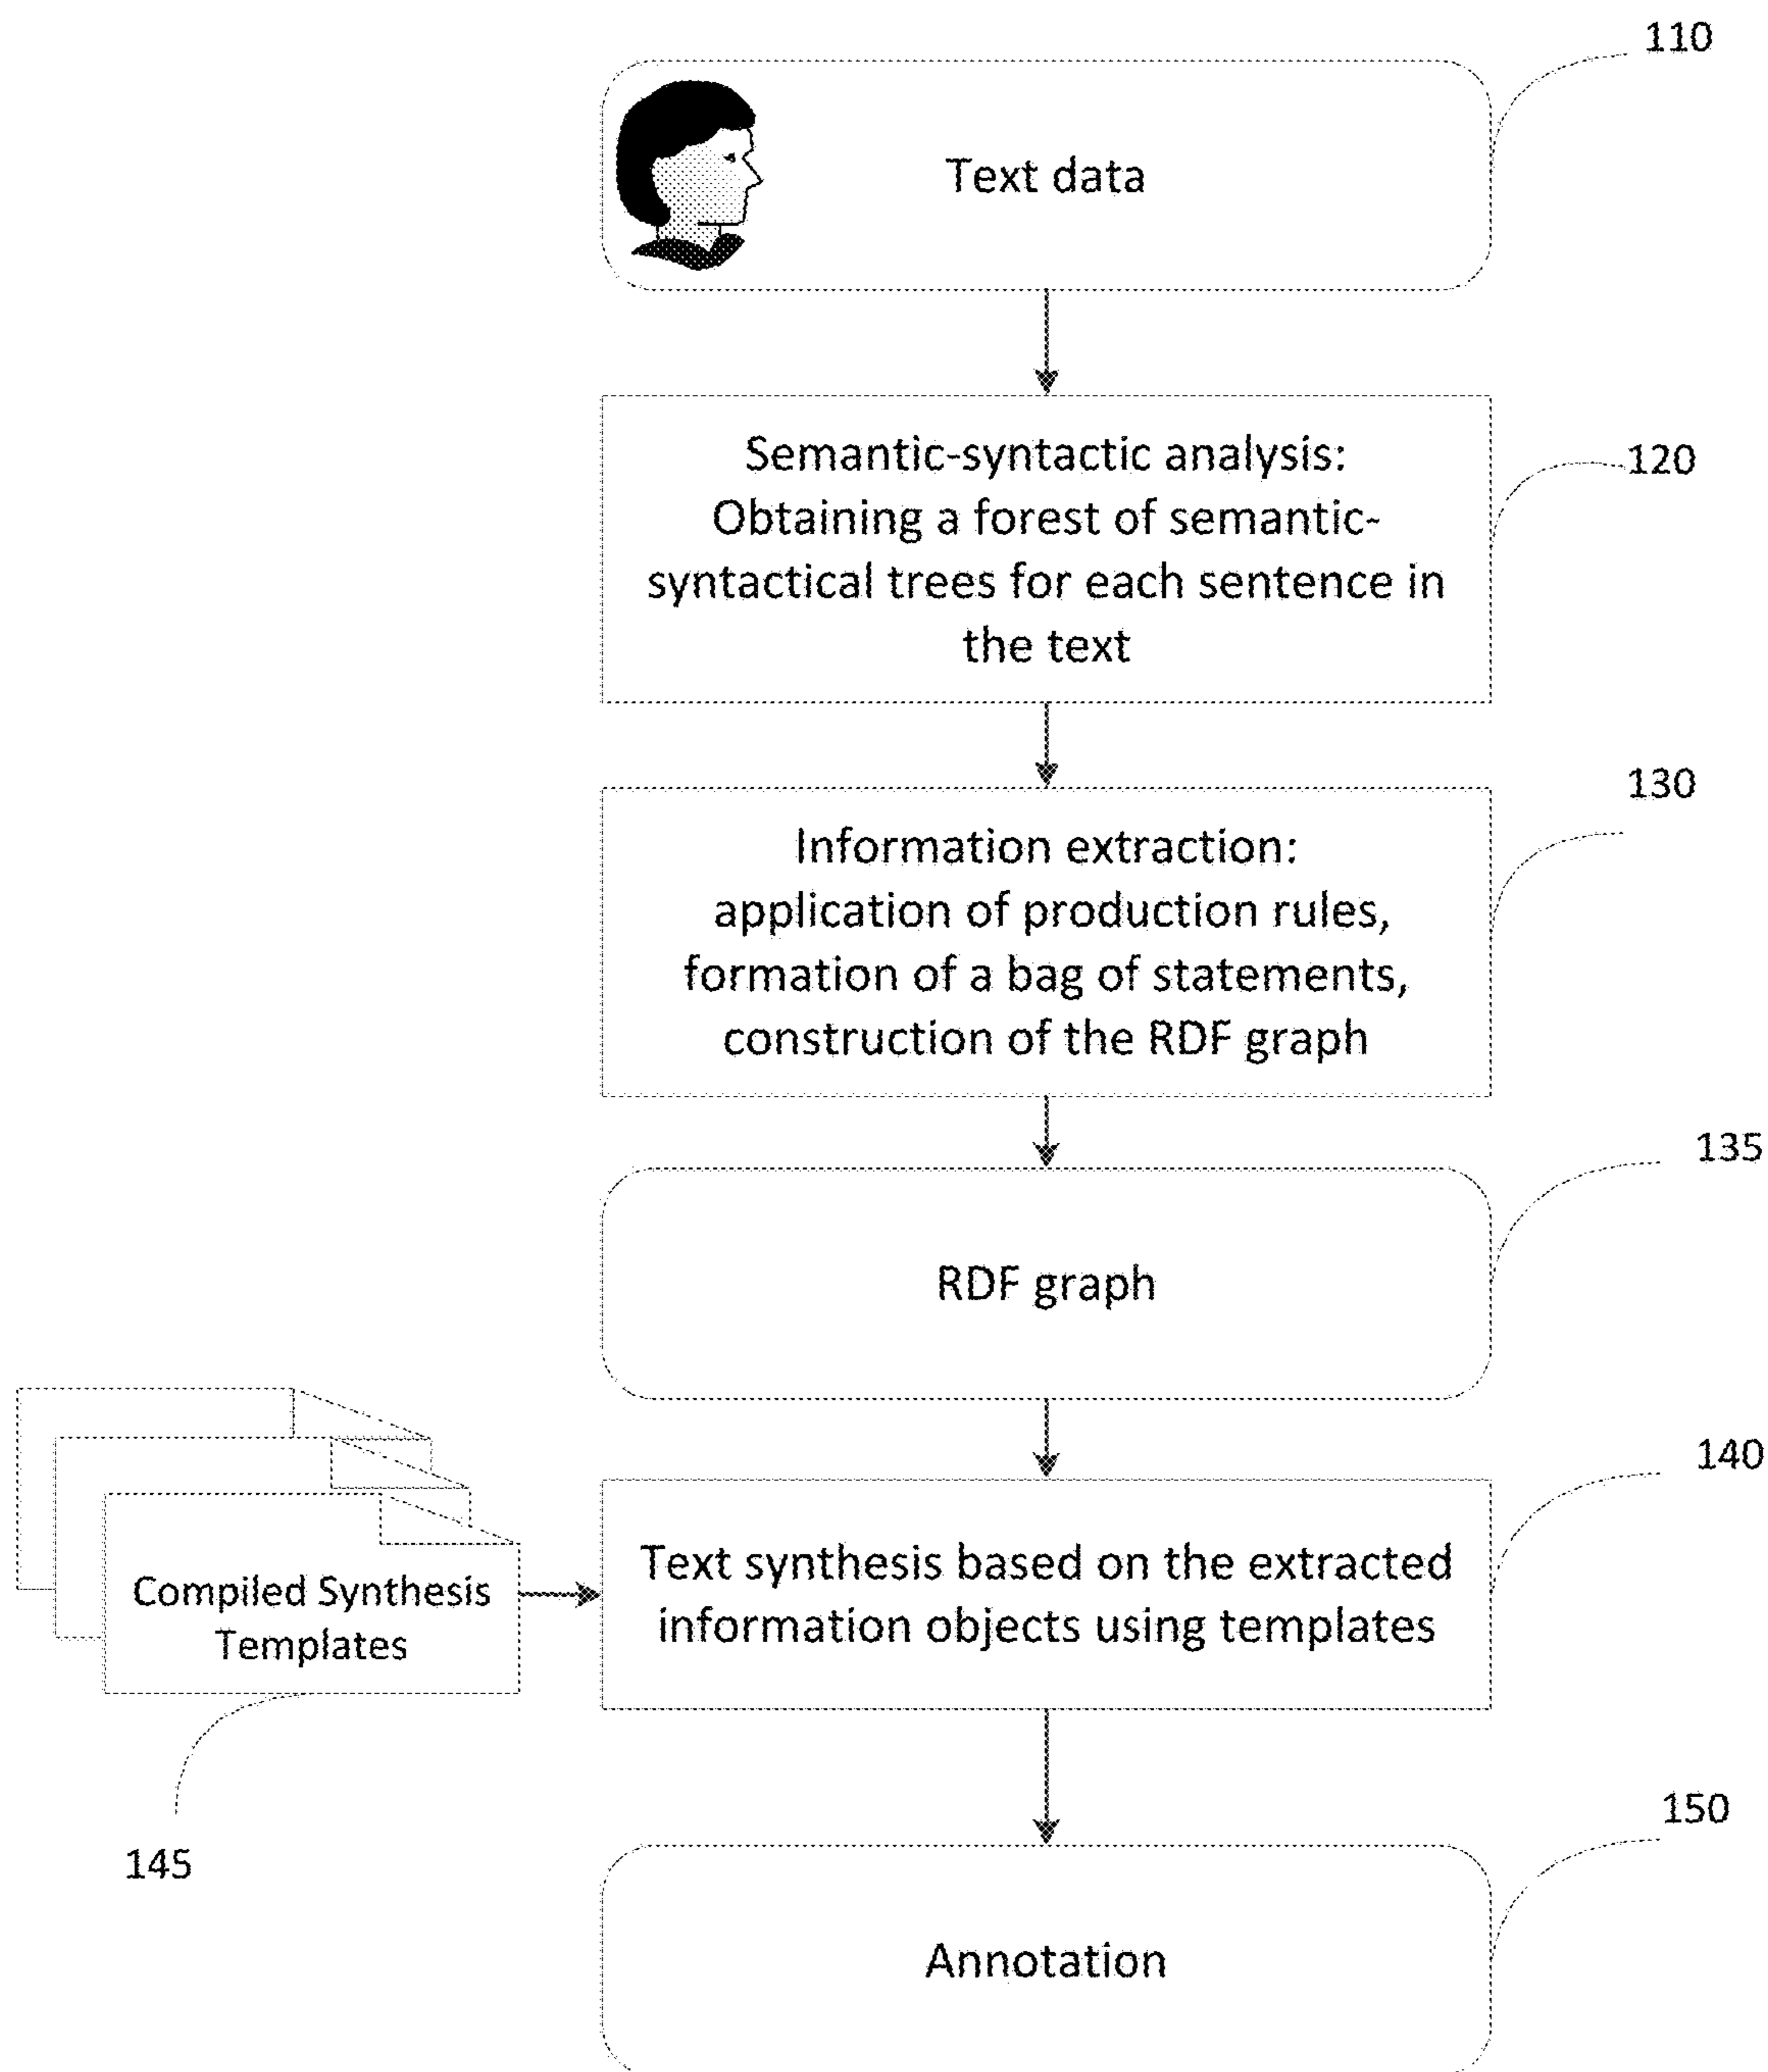 110
Text data
Semantic-syntactic analysis:
Obtaining a forest of semantic-
syntactical trees for each sentence in
the text
120
130
Information extraction:
application of production rules,
formation of a bag of statements,
construction of the RDF graph
135
RDF graph
140
Text synthesis based on the extracted
information objects using templates
Compiled Synthesis
Templates
145
150
Annotation